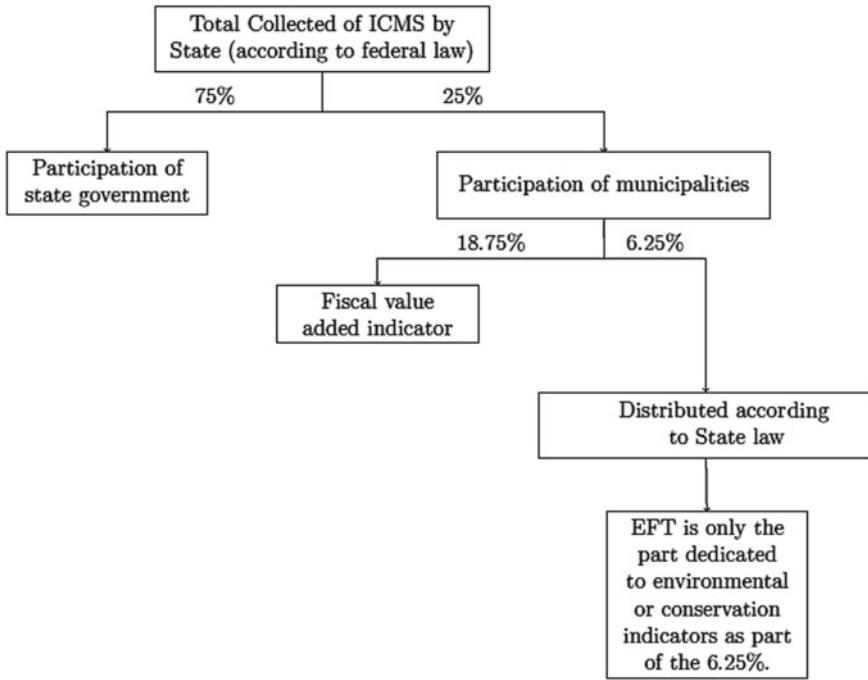 Total Collected of ICMS by
State (according to federal law)
75%
25%
Participation of
state government
Participation of municipalities
18.75%
6.25%
Fiscal value
added indicator
Distributed according
to State law
EFT is only the
part dedicated
to environmental
or conservation
indicators as part
of the 6.25%.